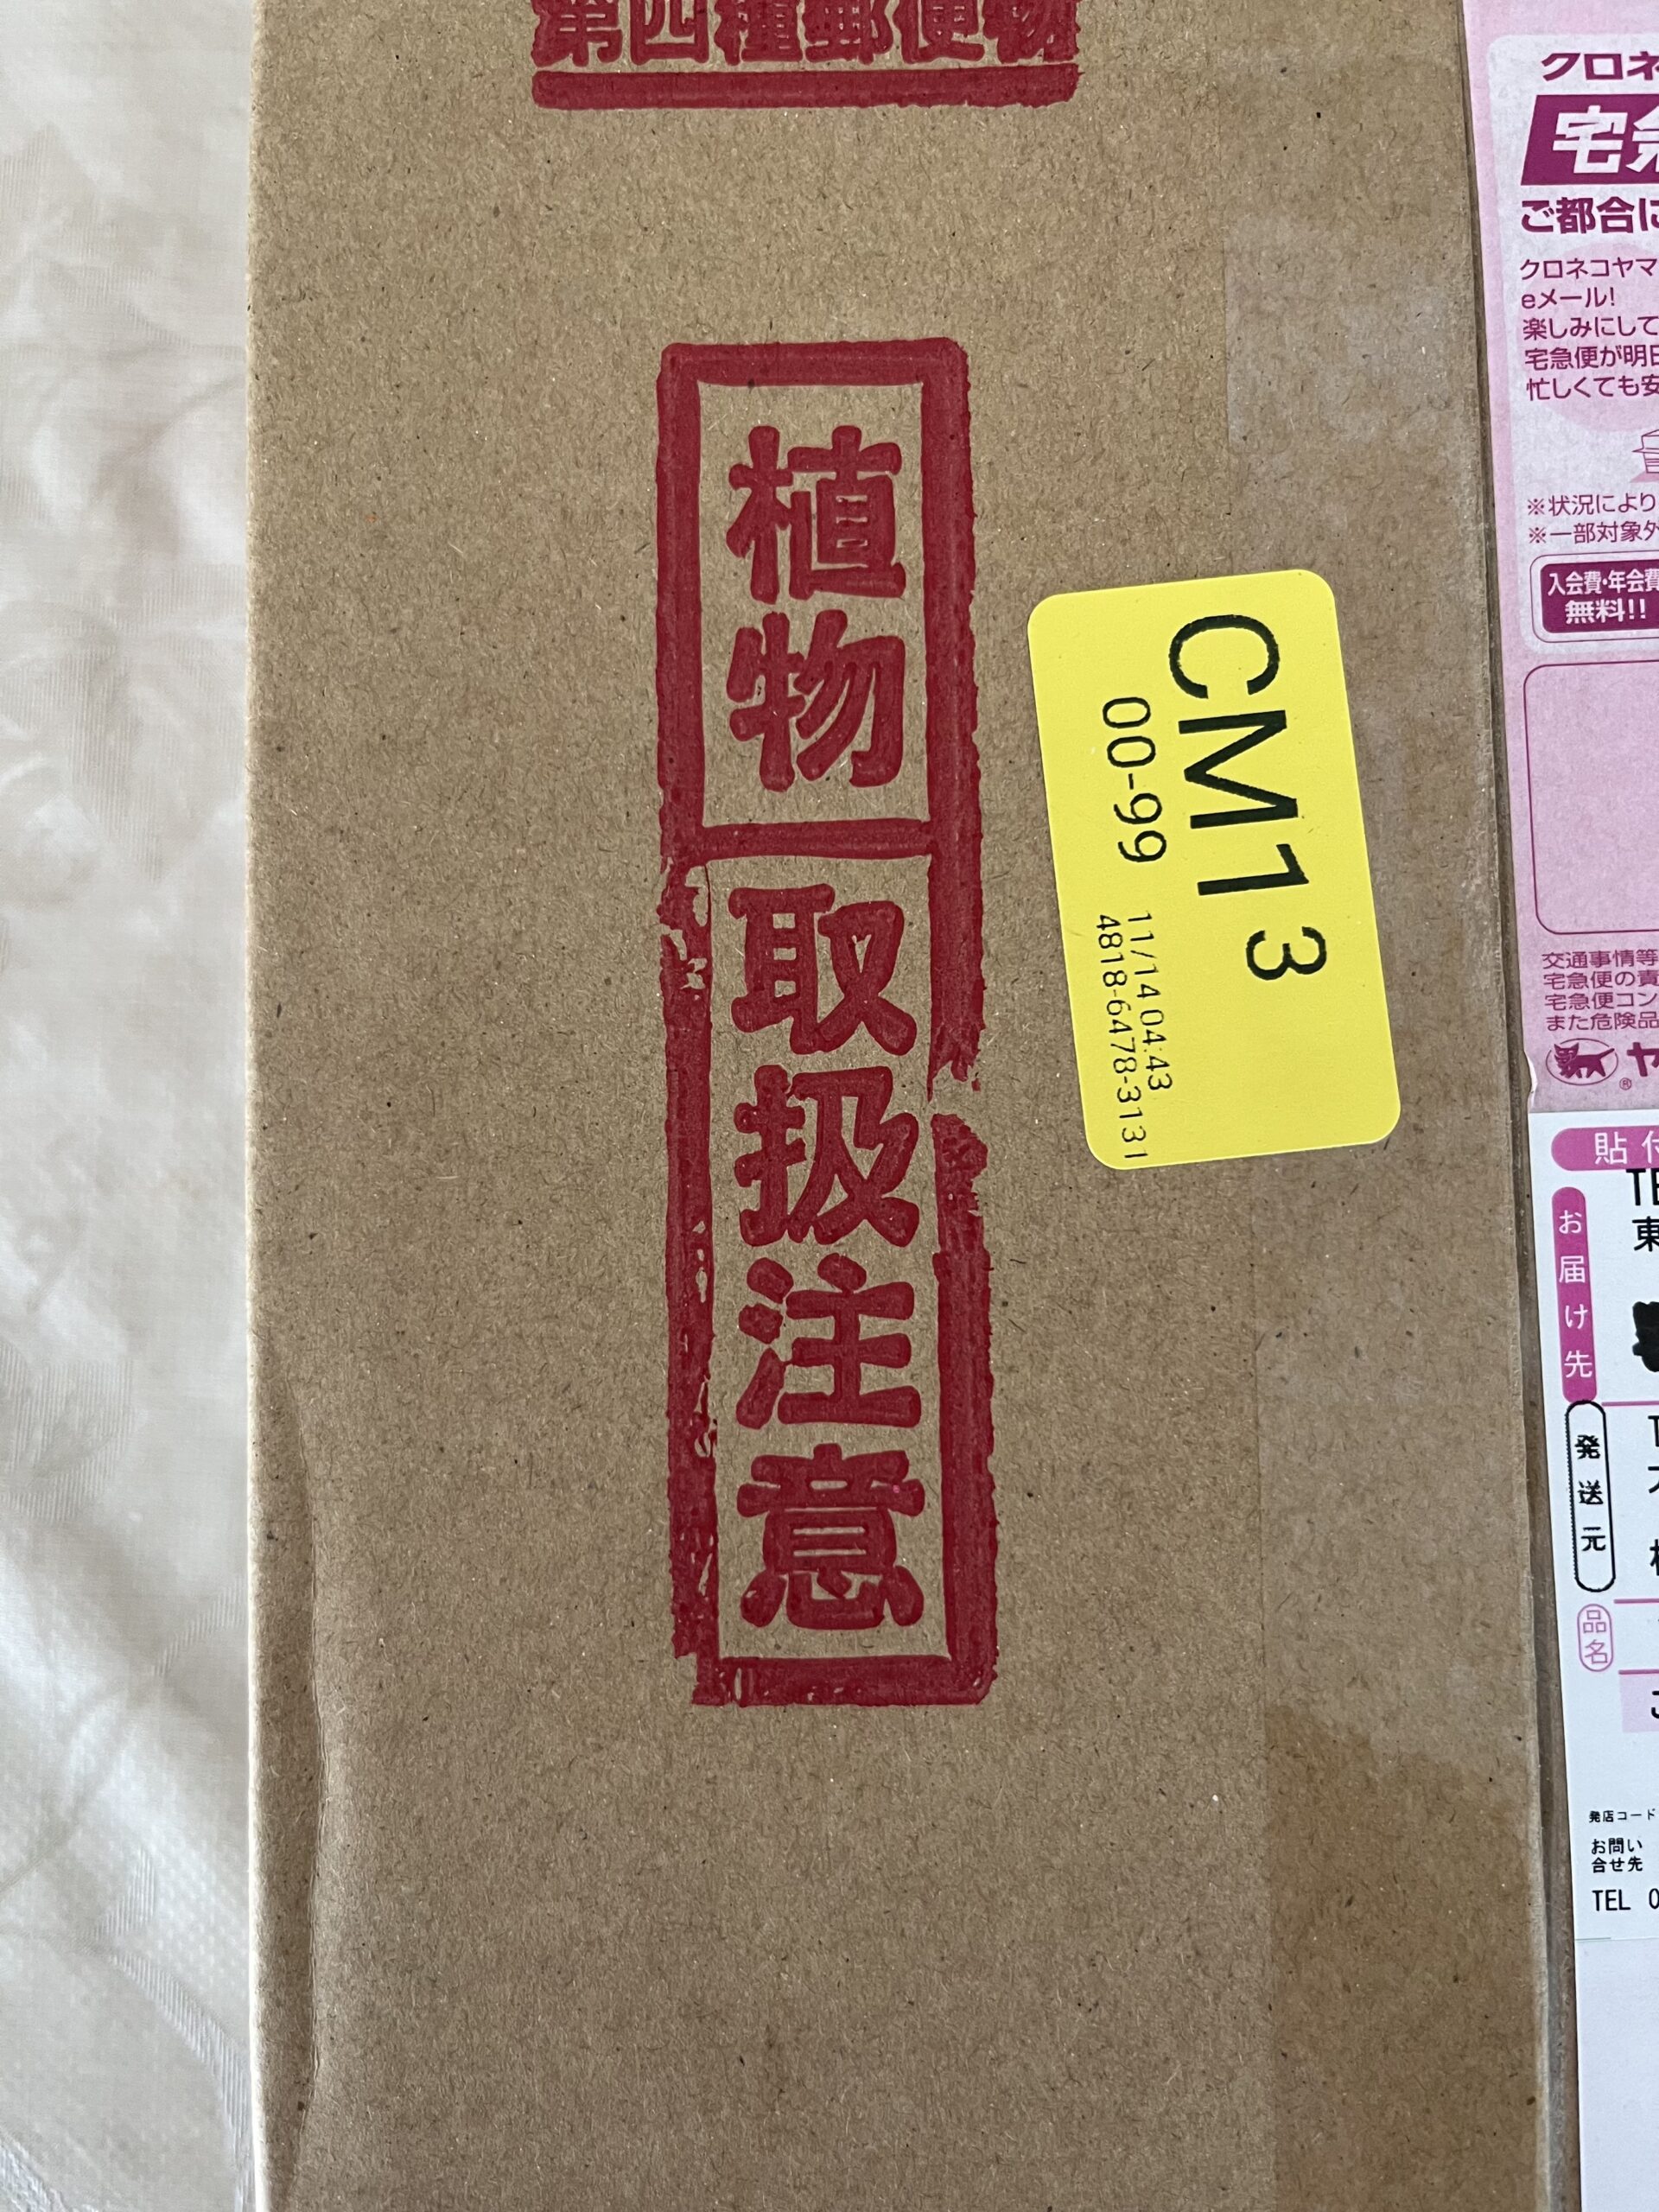 第四種郵便物
植物
取扱注意
CM13
00-99
11/14 04:43
4818-6478-3131
クロネ
宅急
ご都合に
クロネコヤマ
eメール!
楽しみにして
宅急便が明日
忙しくても安
※状況により
※一部対象外
入会費・年会費
無料!!
交通事情等
宅急便の責
宅急便コン
また危険品
ヤ
貼付
お届け先
TE
東
発送元
品名
発店コード
お問い
合せ先
TEL 0